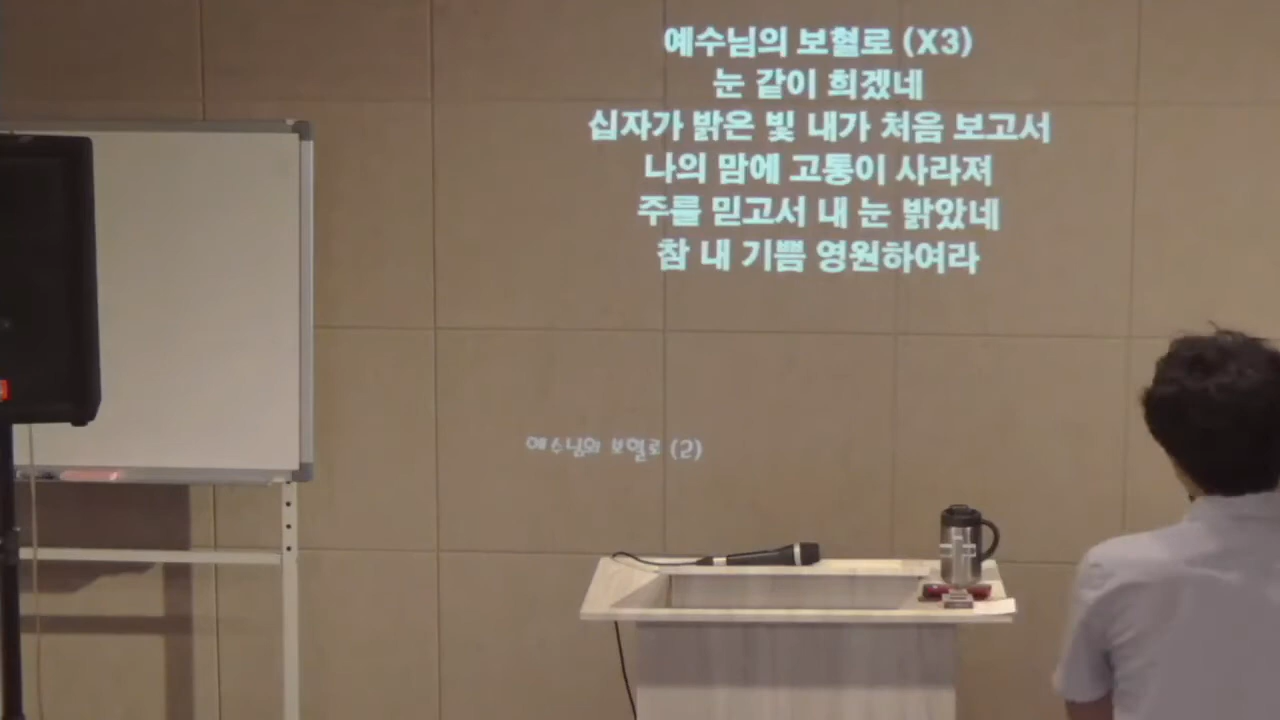 예수님의 보혈로 (X3)
눈 같이 희겠네
십자가 밝은 빛 내가 처음 보고서
나의 맘에 고통이 사라져
주를 믿고서 내 눈 밝았네
참 내 기쁨 영원하여라
예수님의 보혈로 (2)